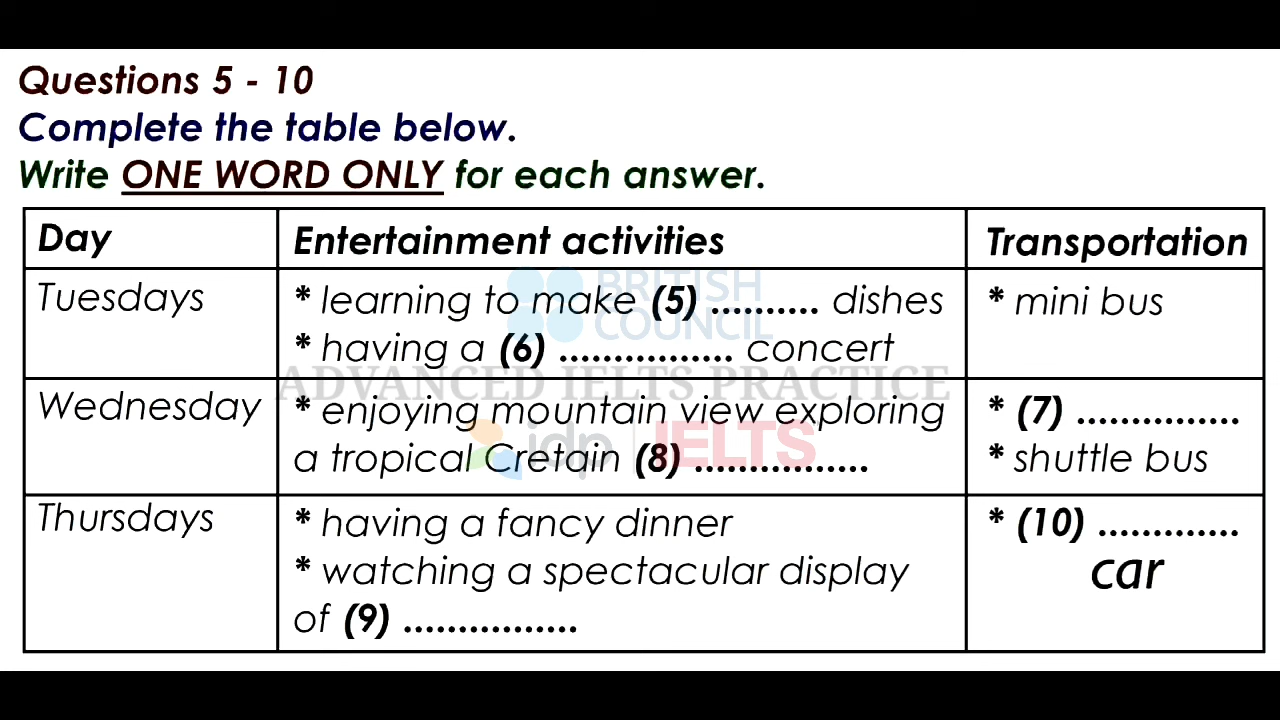 Questions 5 - 10
Complete the table below.
Write ONE WORD ONLY for each answer.
Day Entertainment activities Transportation
Tuesdays * learning to make (5) .......... dishes * mini bus
* having a (6) ................ concert
Wednesday * enjoying mountain view exploring * (7) ...............
a tropical Cretain (8) ................ * shuttle bus
Thursdays * having a fancy dinner * (10) .............
* watching a spectacular display car
of (9) ................
BRITISH
COUNCIL
ADVANCED IELTS PRACTICE
idp IELTS